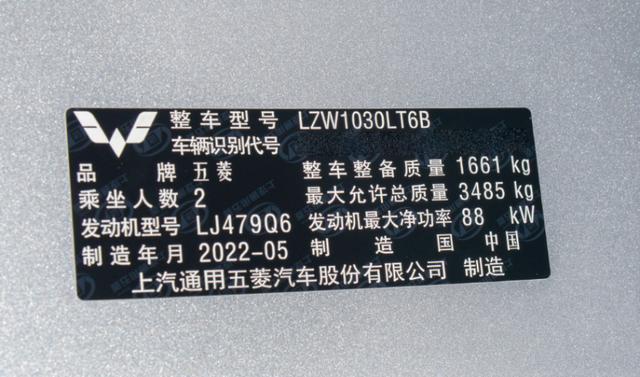 整车型号 LZW1030LT6B
车辆识别代号
品牌 五菱 整车整备质量 1661 kg
乘坐人数 2 最大允许总质量 3485 kg
发动机型号 LJ479Q6 发动机最大净功率 88 kW
制造年月 2022-05 制造国 中国
上汽通用五菱汽车股份有限公司 制造